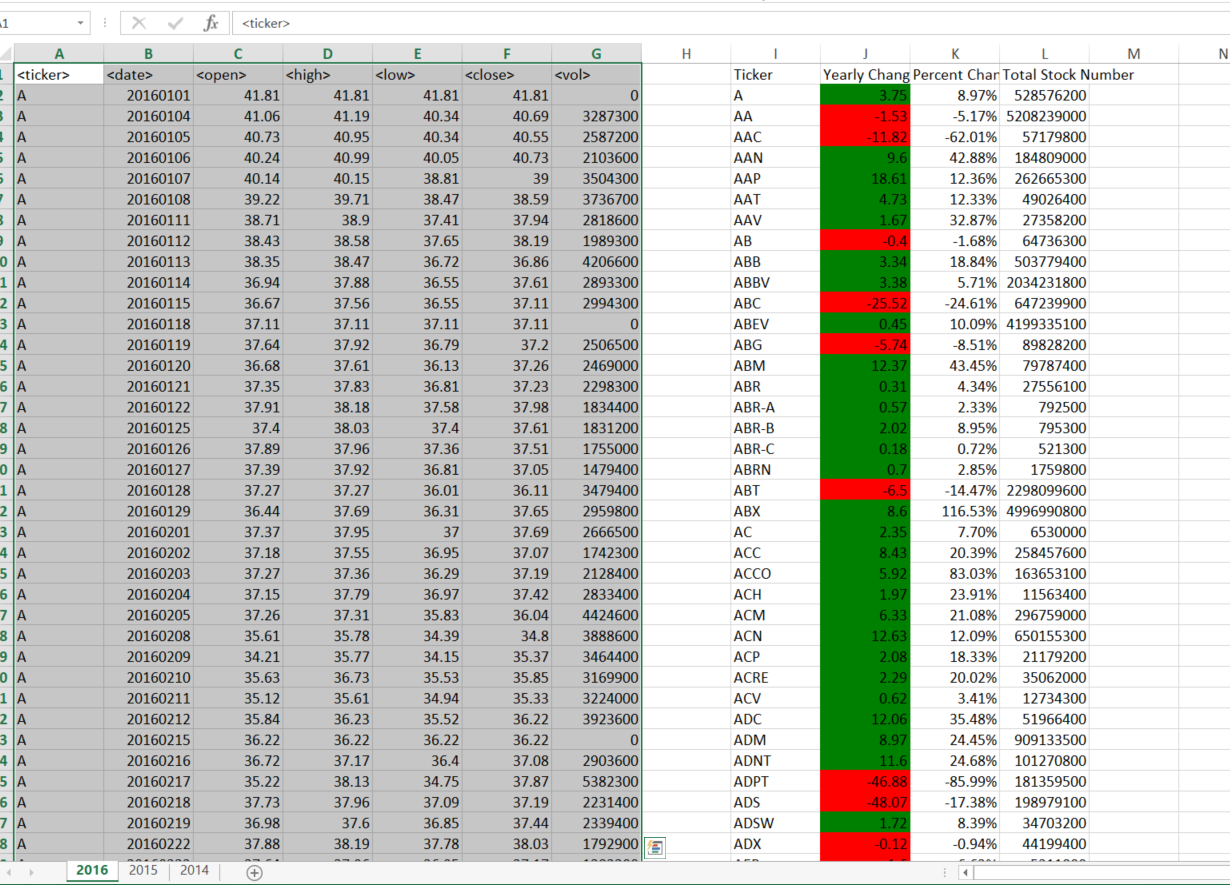 A1 fx <ticker>
A B C D E F G H I J K L M N
1 <ticker> <date> <open> <high> <low> <close> <vol> Ticker Yearly Chang Percent Chan Total Stock Number
2 A 20160101 41.81 41.81 41.81 41.81 0 A 3.75 8.97% 528576200
3 A 20160104 41.06 41.19 40.34 40.69 3287300 AA -1.53 -5.17% 5208239000
4 A 20160105 40.73 40.95 40.34 40.55 2587200 AAC -11.82 -62.01% 57179800
5 A 20160106 40.24 40.99 40.05 40.73 2103600 AAN 9.6 42.88% 184809000
6 A 20160107 40.14 40.15 38.81 39 3504300 AAP 18.61 12.36% 262665300
7 A 20160108 39.22 39.71 38.47 38.59 3736700 AAT 4.73 12.33% 49026400
8 A 20160111 38.71 38.9 37.41 37.94 2818600 AAV 1.67 32.87% 27358200
9 A 20160112 38.43 38.58 37.65 38.19 1989300 AB -0.4 -1.68% 64736300
0 A 20160113 38.35 38.47 36.72 36.86 4206600 ABB 3.34 18.84% 503779400
1 A 20160114 36.94 37.88 36.55 37.61 2893300 ABBV 3.38 5.71% 2034231800
2 A 20160115 36.67 37.56 36.55 37.11 2994300 ABC -25.52 -24.61% 647239900
3 A 20160118 37.11 37.11 37.11 37.11 0 ABEV 0.45 10.09% 4199335100
4 A 20160119 37.64 37.92 36.79 37.2 2506500 ABG -5.74 -8.51% 89828200
5 A 20160120 36.68 37.61 36.13 37.26 2469000 ABM 12.37 43.45% 79787400
6 A 20160121 37.35 37.83 36.81 37.23 2298300 ABR 0.31 4.34% 27556100
7 A 20160122 37.91 38.18 37.58 37.98 1834400 ABR-A 0.57 2.33% 792500
8 A 20160125 37.4 38.03 37.4 37.61 1831200 ABR-B 2.02 8.95% 795300
9 A 20160126 37.89 37.96 37.36 37.51 1755000 ABR-C 0.18 0.72% 521300
0 A 20160127 37.39 37.92 36.81 37.05 1479400 ABRN 0.7 2.85% 1759800
1 A 20160128 37.27 37.27 36.01 36.11 3479400 ABT -6.5 -14.47% 2298099600
2 A 20160129 36.44 37.69 36.31 37.65 2959800 ABX 8.6 116.53% 4996990800
3 A 20160201 37.37 37.95 37 37.69 2666500 AC 2.35 7.70% 6530000
4 A 20160202 37.18 37.55 36.95 37.07 1742300 ACC 8.43 20.39% 258457600
5 A 20160203 37.27 37.36 36.29 37.19 2128400 ACCO 5.92 83.03% 163653100
6 A 20160204 37.15 37.79 36.97 37.42 2833400 ACH 1.97 23.91% 11563400
7 A 20160205 37.26 37.31 35.83 36.04 4424600 ACM 6.33 21.08% 296759000
8 A 20160208 35.61 35.78 34.39 34.8 3888600 ACN 12.63 12.09% 650155300
9 A 20160209 34.21 35.77 34.15 35.37 3464400 ACP 2.08 18.33% 21179200
0 A 20160210 35.63 36.73 35.53 35.85 3169900 ACRE 2.29 20.02% 35062000
1 A 20160211 35.12 35.61 34.94 35.33 3224000 ACV 0.62 3.41% 12734300
2 A 20160212 35.84 36.23 35.52 36.22 3923600 ADC 12.06 35.48% 51966400
3 A 20160215 36.22 36.22 36.22 36.22 0 ADM 8.97 24.45% 909133500
4 A 20160216 36.72 37.17 36.4 37.08 2903600 ADNT 11.6 24.68% 101270800
5 A 20160217 35.22 38.13 34.75 37.87 5382300 ADPT -46.88 -85.99% 181359500
6 A 20160218 37.73 37.96 37.09 37.19 2231400 ADS -48.07 -17.38% 198979100
7 A 20160219 36.98 37.6 36.85 37.44 2339400 ADSW 1.72 8.39% 34703200
8 A 20160222 37.88 38.19 37.78 38.03 1792900 ADX -0.12 -0.94% 44199400
2016 2015 2014